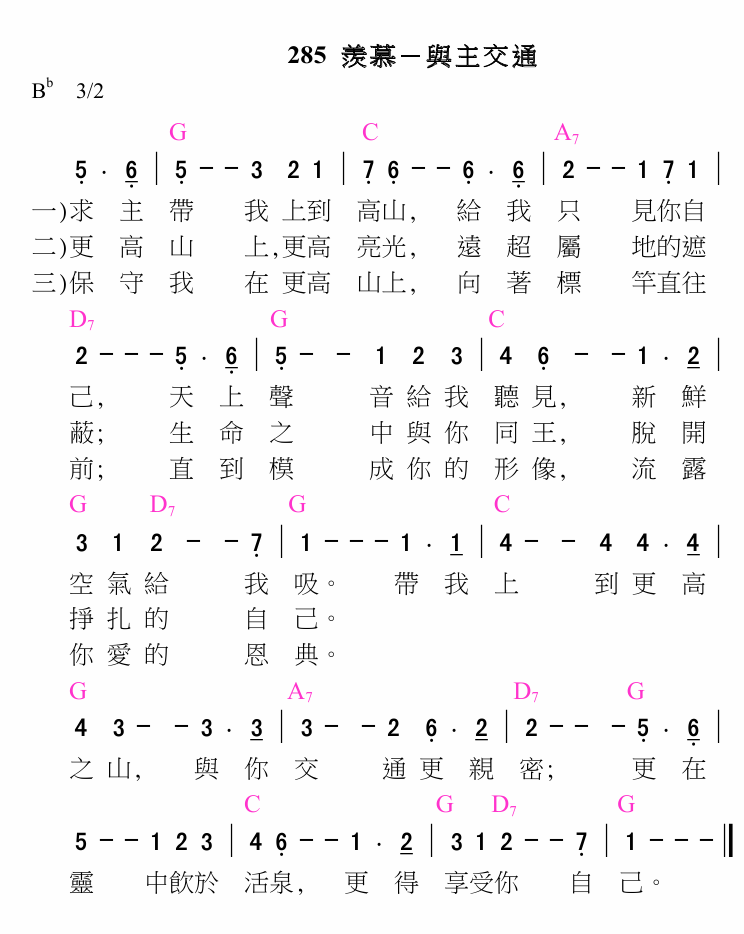 285 羨慕－與主交通
B♭ 3/2
G C A7
5 · 6 | 5 – – 3 2 1 | 7 6 – – 6 · 6 | 2 – – 1 7 1 |
一)求 主 帶 我 上到 高山, 給 我 只 見你自
二)更 高 山 上,更高 亮光, 遠 超 屬 地的遮
三)保 守 我 在 更高 山上, 向 著 標 竿直往
D7 G C
2 – – – 5 · 6 | 5 – – 1 2 3 | 4 6 – – 1 · 2 |
己, 天 上 聲 音 給 我 聽 見, 新 鮮
蔽; 生 命 之 中 與 你 同 王, 脫 開
前; 直 到 模 成 你 的 形 像, 流 露
G D7 G C
3 1 2 – – 7 | 1 – – – 1 · 1 | 4 – – 4 4 · 4 |
空 氣 給 我 吸。 帶 我 上 到 更 高
掙 扎 的 自 己。
你 愛 的 恩 典。
G A7 D7 G
4 3 – – 3 · 3 | 3 – – 2 6 · 2 | 2 – – – 5 · 6 |
之 山, 與 你 交 通 更 親 密; 更 在
C G D7 G
5 – – 1 2 3 | 4 6 – – 1 · 2 | 3 1 2 – – 7 | 1 – – – ‖
靈 中飲於 活泉, 更 得 享受你 自 己。